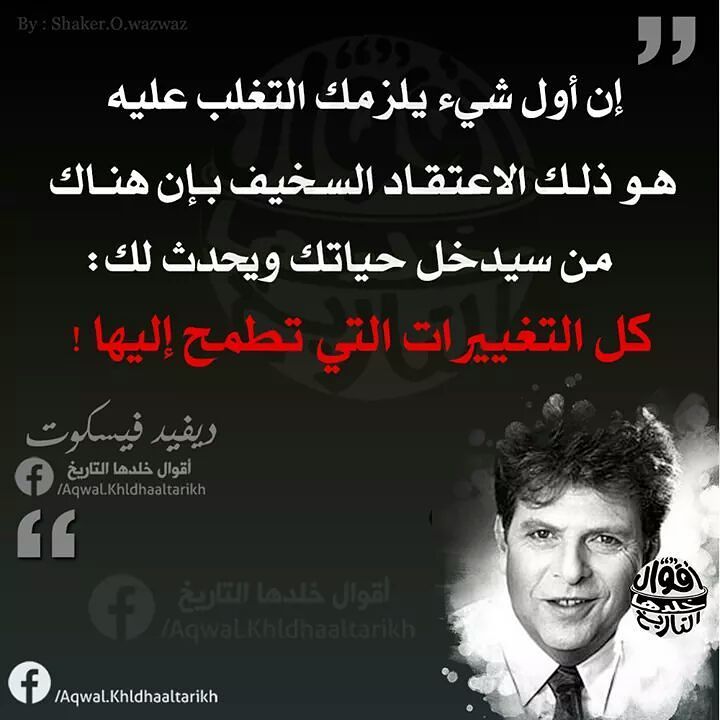 By : Shaker.O.wazwaz
إن أول شيء يلزمك التغلب عليه
هو ذلك الاعتقاد السخيف بإن هناك
من سيدخل حياتك ويحدث لك :
كل التغييرات التي تطمح إليها !
ديفيد فيسكوت
أقوال خلدها التاريخ
/Aqwal.Khldhaaltarikh
أقوال خلدها التاريخ
أقوال خلدها التاريخ
/Aqwal.Khldhaaltarikh
/Aqwal.Khldhaaltarikh